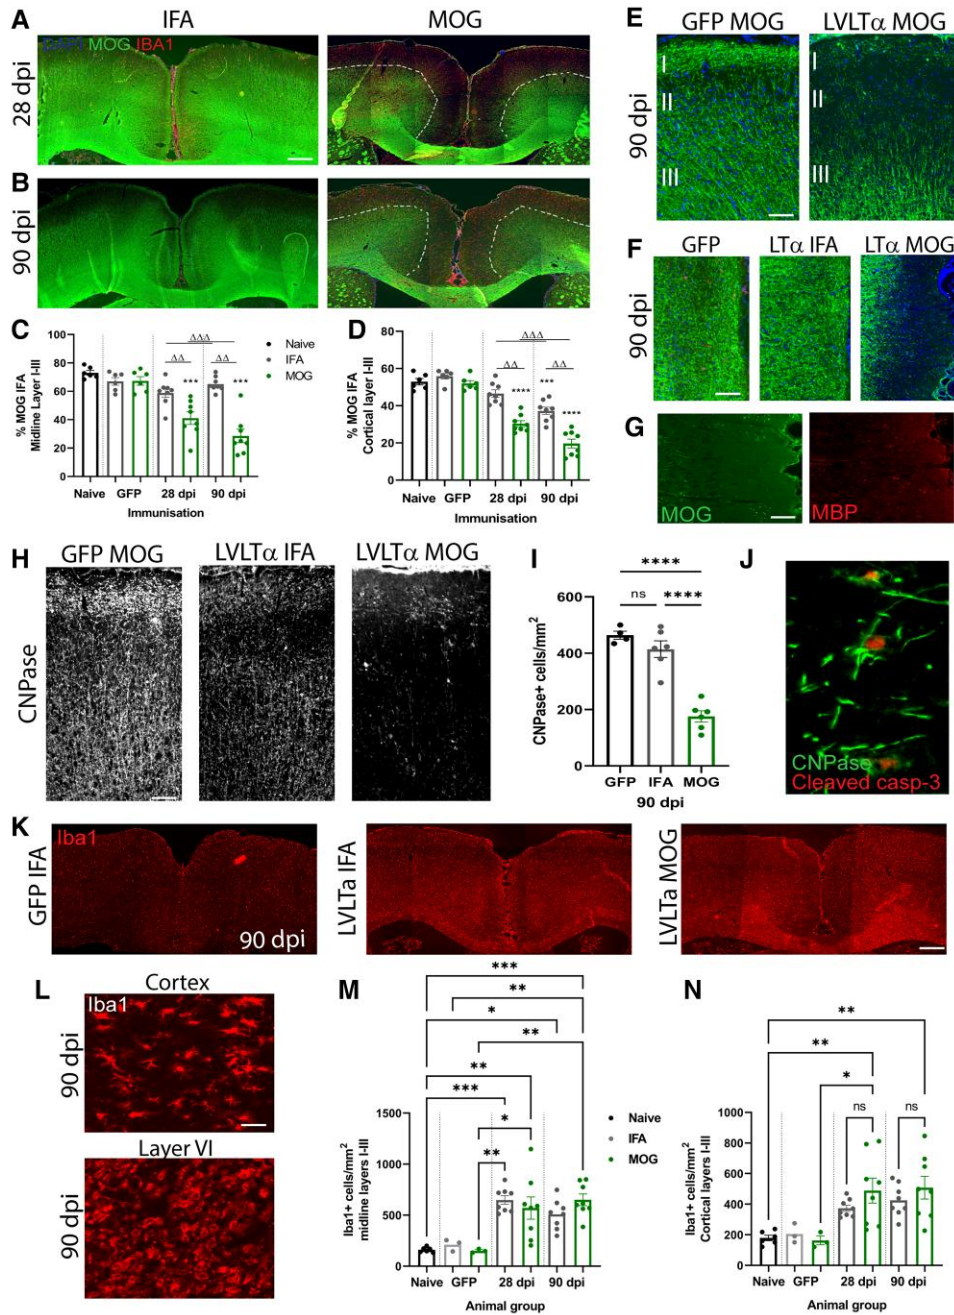 A
IFA
MOG
DAPI MOG IBA1
28 dpi
B
90 dpi
C
% MOG IFA
Midline Layer I-III
100
80
60
40
20
0
ΔΔΔ
ΔΔ
ΔΔ
***
***
Naive
GFP
28 dpi
90 dpi
Immunisation
D
% MOG IFA
Cortical layer I-III
80
60
40
20
0
Naive
IFA
MOG
ΔΔΔ
ΔΔ
ΔΔ
****
***
****
Naive
GFP
28 dpi
90 dpi
Immunisation
E
GFP MOG
LVLTα MOG
90 dpi
I
II
III
I
II
III
F
GFP
LTα IFA
LTα MOG
90 dpi
G
MOG
MBP
H
GFP MOG
LVLTα IFA
LVLTα MOG
CNPase
I
CNPase+ cells/mm²
600
400
200
0
****
ns
****
GFP
IFA
MOG
90 dpi
J
CNPase
Cleaved casp-3
K
GFP IFA
Iba1
90 dpi
LVLTa IFA
LVLTa MOG
L
Cortex
Iba1
90 dpi
Layer VI
90 dpi
M
Iba1+ cells/mm²
midline layers I-III
1500
1000
500
0
***
**
*
**
**
***
*
**
Naive
IFA
MOG
Naive
GFP
28 dpi
90 dpi
Animal group
N
Iba1+ cells/mm²
Cortical layers I-III
1000
800
600
400
200
0
**
**
*
ns
ns
Naive
GFP
28 dpi
90 dpi
Animal group